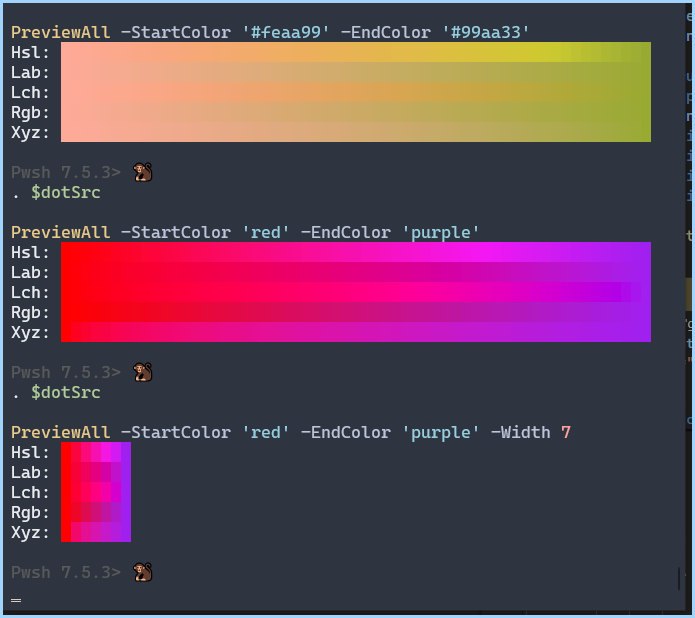 PreviewAll -StartColor '#feaa99' -EndColor '#99aa33'
Hsl:
Lab:
Lch:
Rgb:
Xyz:
Pwsh 7.5.3> 🐒
. $dotSrc
PreviewAll -StartColor 'red' -EndColor 'purple'
Hsl:
Lab:
Lch:
Rgb:
Xyz:
Pwsh 7.5.3> 🐒
. $dotSrc
PreviewAll -StartColor 'red' -EndColor 'purple' -Width 7
Hsl:
Lab:
Lch:
Rgb:
Xyz:
Pwsh 7.5.3> 🐒